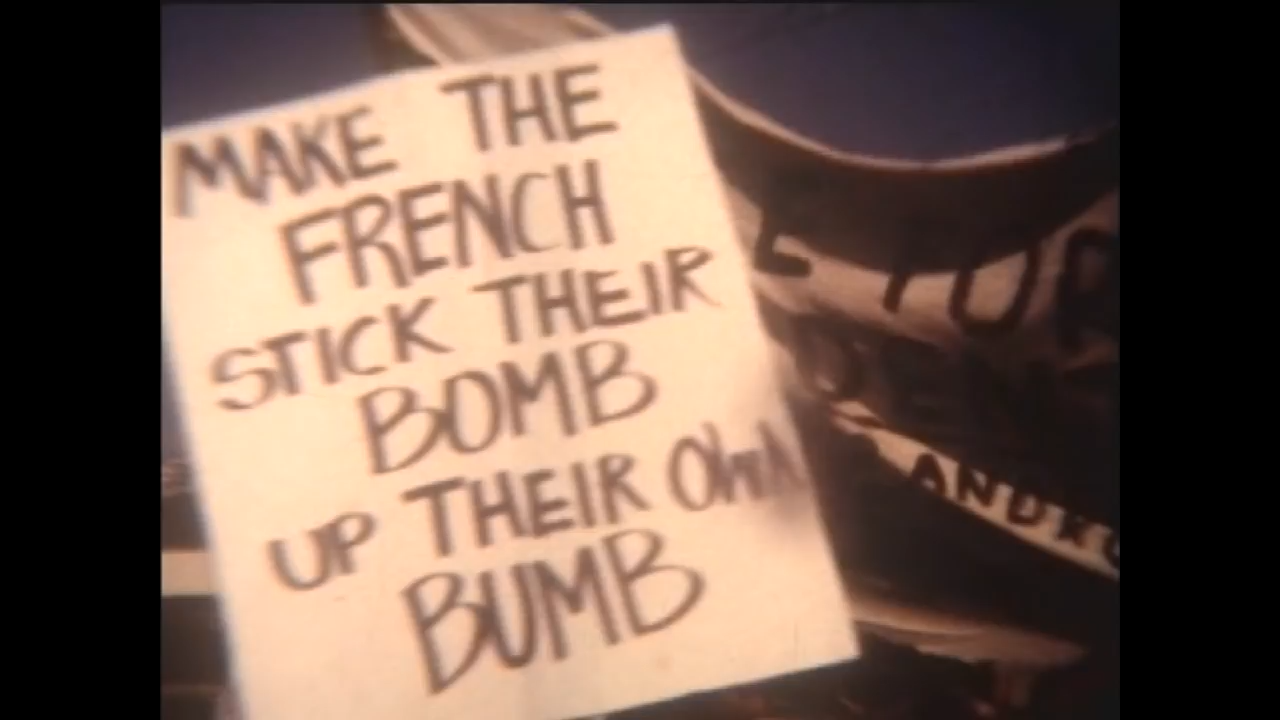 MAKE THE
FRENCH
STICK THEIR
BOMB
UP THEIR OWN
BUMB